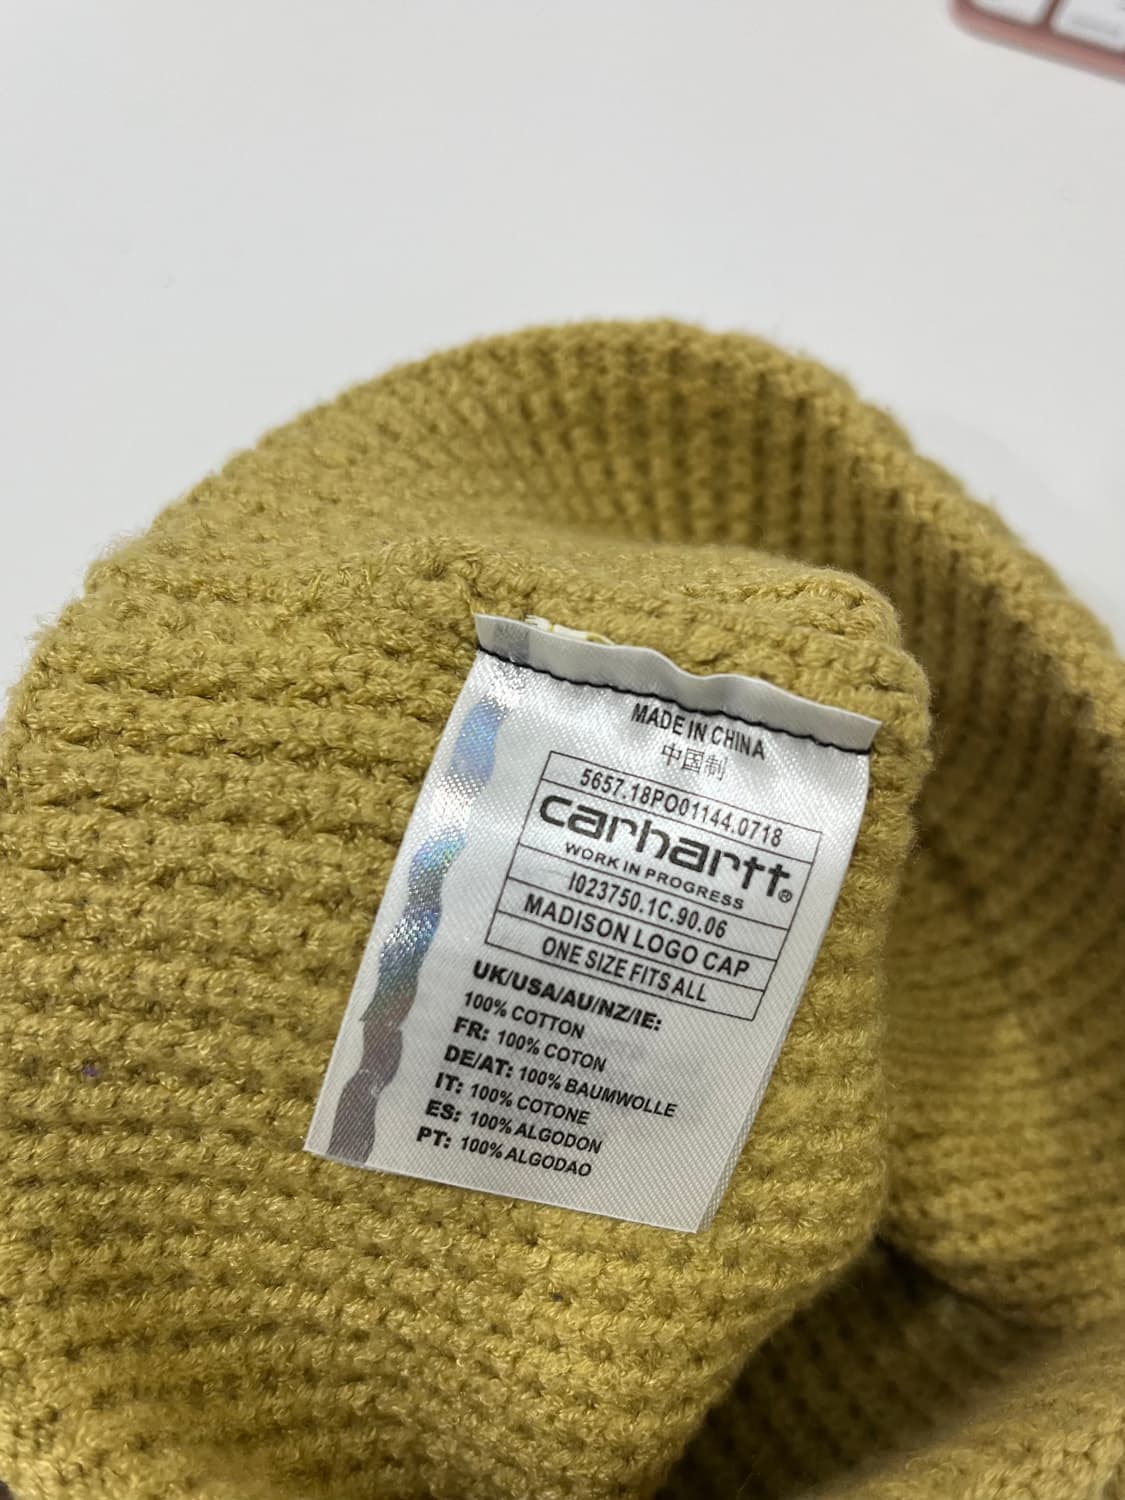 MADE IN CHINA
中国制
5657.18PO01144.0718
carhartt®
WORK IN PROGRESS
I023750.1C.90.06
MADISON LOGO CAP
ONE SIZE FITS ALL
UK/USA/AU/NZ/IE:
100% COTTON
FR: 100% COTON
DE/AT: 100% BAUMWOLLE
IT: 100% COTONE
ES: 100% ALGODON
PT: 100% ALGODAO